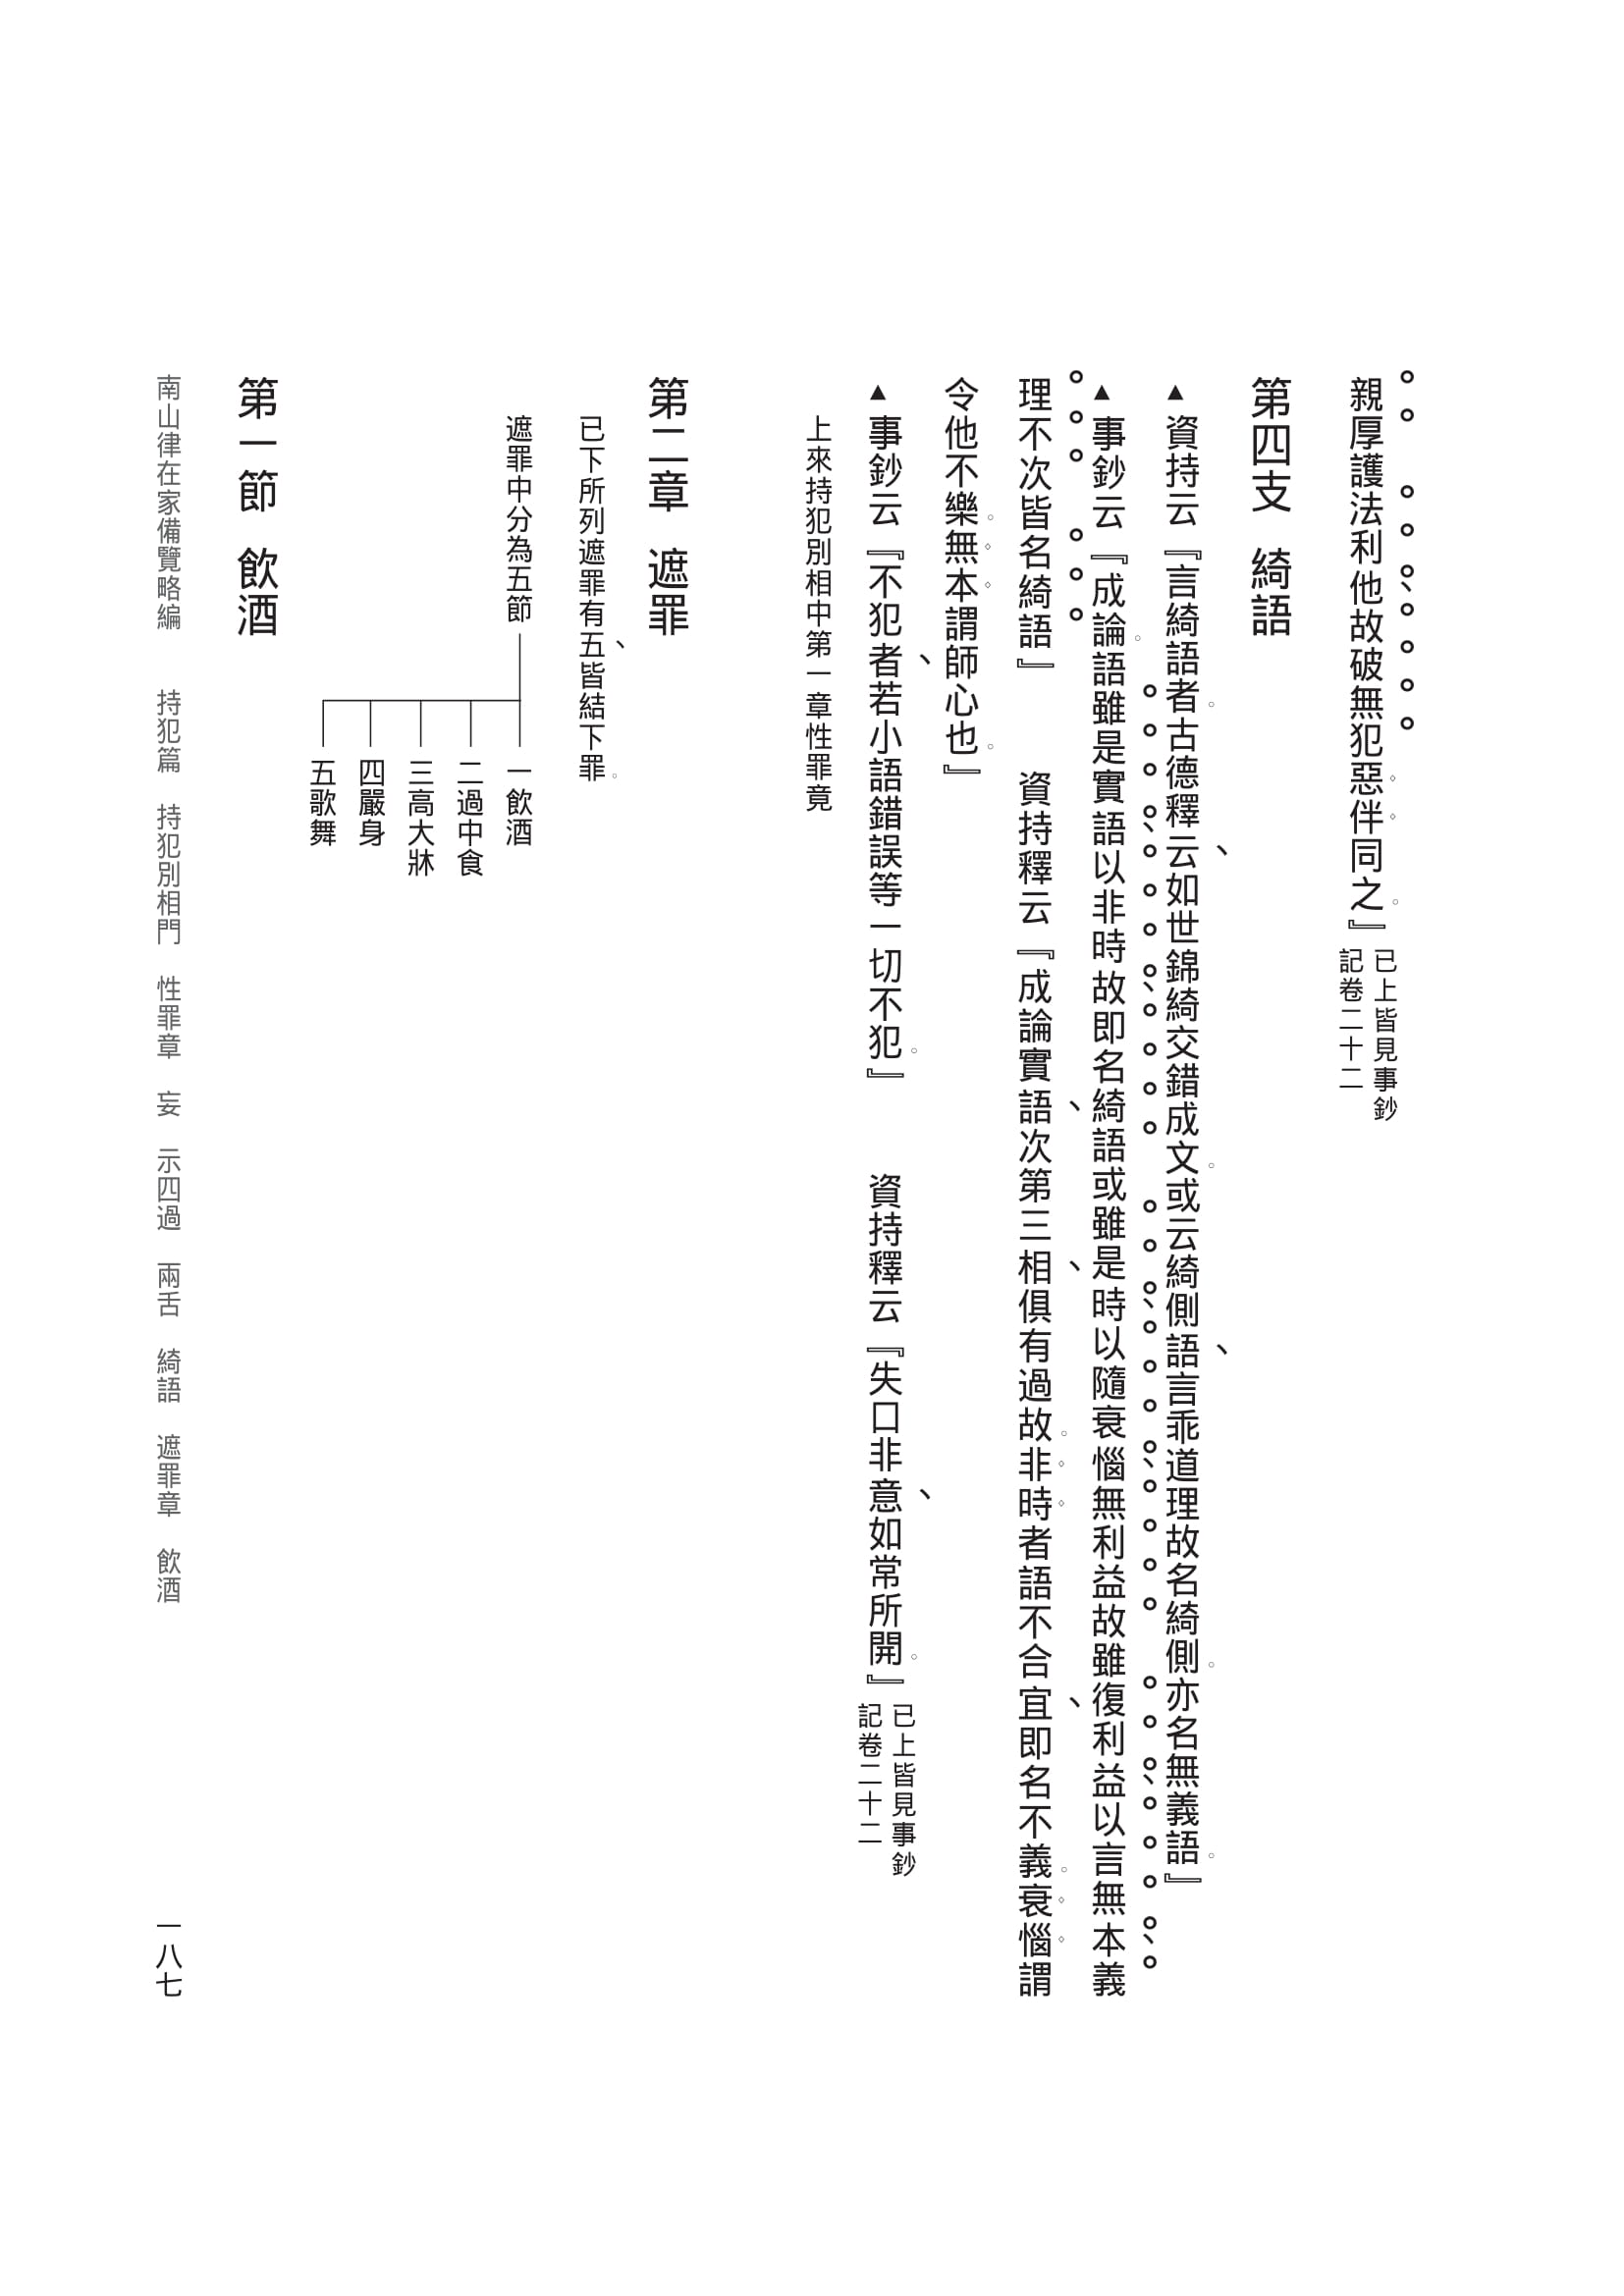 親厚護法利他故破無犯惡伴同之。』已上皆見事鈔
記卷二十二
第四支 綺語
▲資持云『言綺語者。古德釋云、如世錦綺交錯成文。或云綺側語、言乖道理故名綺側。亦名無義語。』
▲事鈔云『成論。語雖是實語以非時故即名綺語或雖是時以隨衰惱無利益故雖復利益以言無本義
理不次皆名綺語』 資持釋云『成論實語、次第三相、俱有過故。非時者語不合宜、即名不義。衰惱謂
令他不樂。無本謂師心也。』
▲事鈔云『不犯者、若小語錯誤等一切不犯。』 資持釋云『失口非意、如常所開。』已上皆見事鈔
記卷二十二
上來持犯別相中第一章性罪竟
第二章 遮罪
已下所列遮罪有五、皆結下罪。
遮罪中分為五節
一飲酒
二過中食
三高大牀
四嚴身
五歌舞
第一節 飲酒
南山律在家備覽略編 持犯篇 持犯別相門 性罪章 妄 示四過 兩舌 綺語 遮罪章 飲酒
一八七